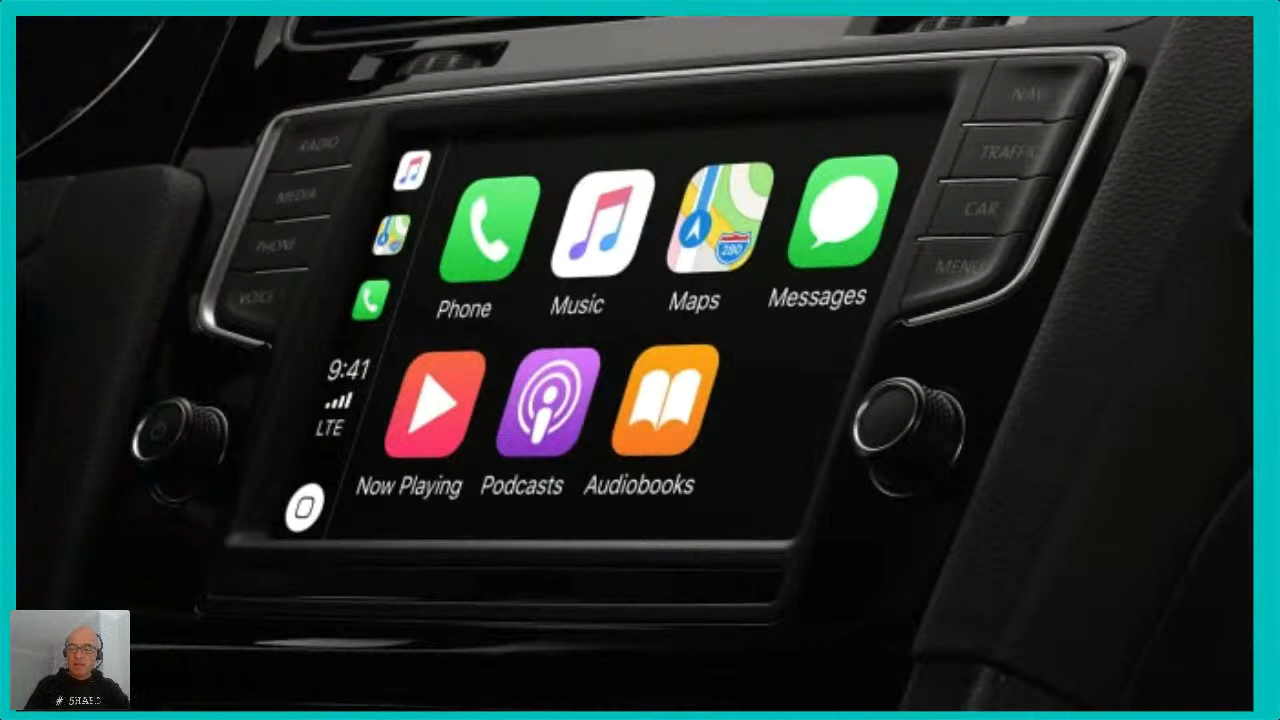 RADIO
MEDIA
PHONE
VOICE
NAV
TRAFFIC
CAR
MENU
Phone
Music
Maps
280
Messages
9:41
LTE
Now Playing
Podcasts
Audiobooks